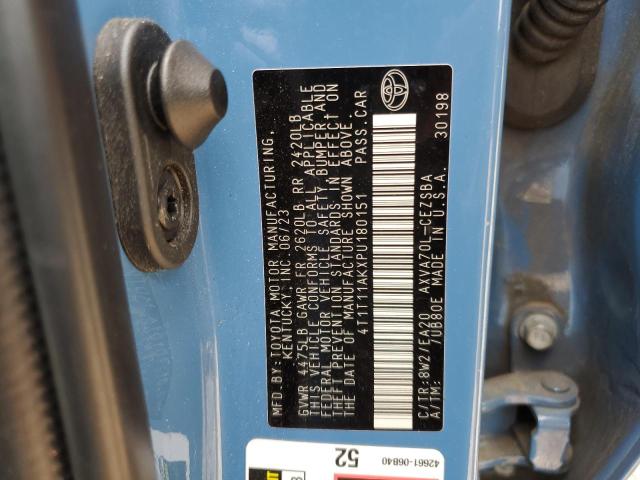 MFD.BY:TOYOTA MOTOR MANUFACTURING,
KENTUCKY,INC. 06/23
GVWR 4475LB GAWR FR 2620LB RR 2420LB
THIS VEHICLE CONFORMS TO ALL APPLICABLE
FEDERAL MOTOR VEHICLE SAFETY, BUMPER, AND
THEFT PREVENTION STANDARDS IN EFFECT ON
THE DATE OF MANUFACTURE SHOWN ABOVE.
4T1T11AKXPU180151 PASS. CAR
C/TR:8W2/EA20 AXVA70L-CEZSBA
A/TM: /UB80E MADE IN U.S.A. 30198
52
42661-06B40